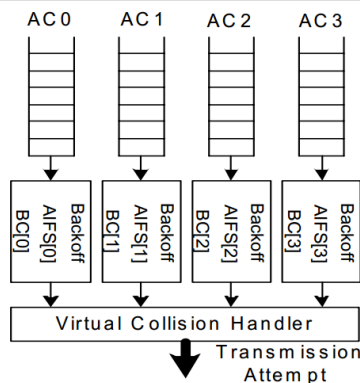 AC0 AC1 AC2 AC3
Backoff
AIFS[0]
BC[0]
Backoff
AIFS[1]
BC[1]
Backoff
AIFS[2]
BC[2]
Backoff
AIFS[3]
BC[3]
Virtual Collision Handler
Transmission
Attempt